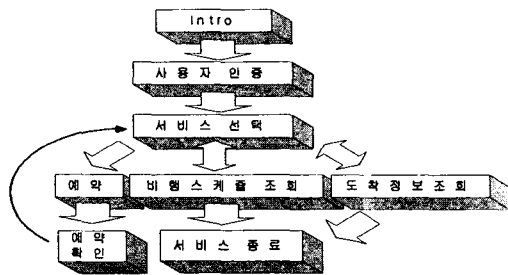 Intro
사용자 인증
서비스 선택
예약
비행스케쥴 조회
도착정보조회
예약
확인
서비스 종료